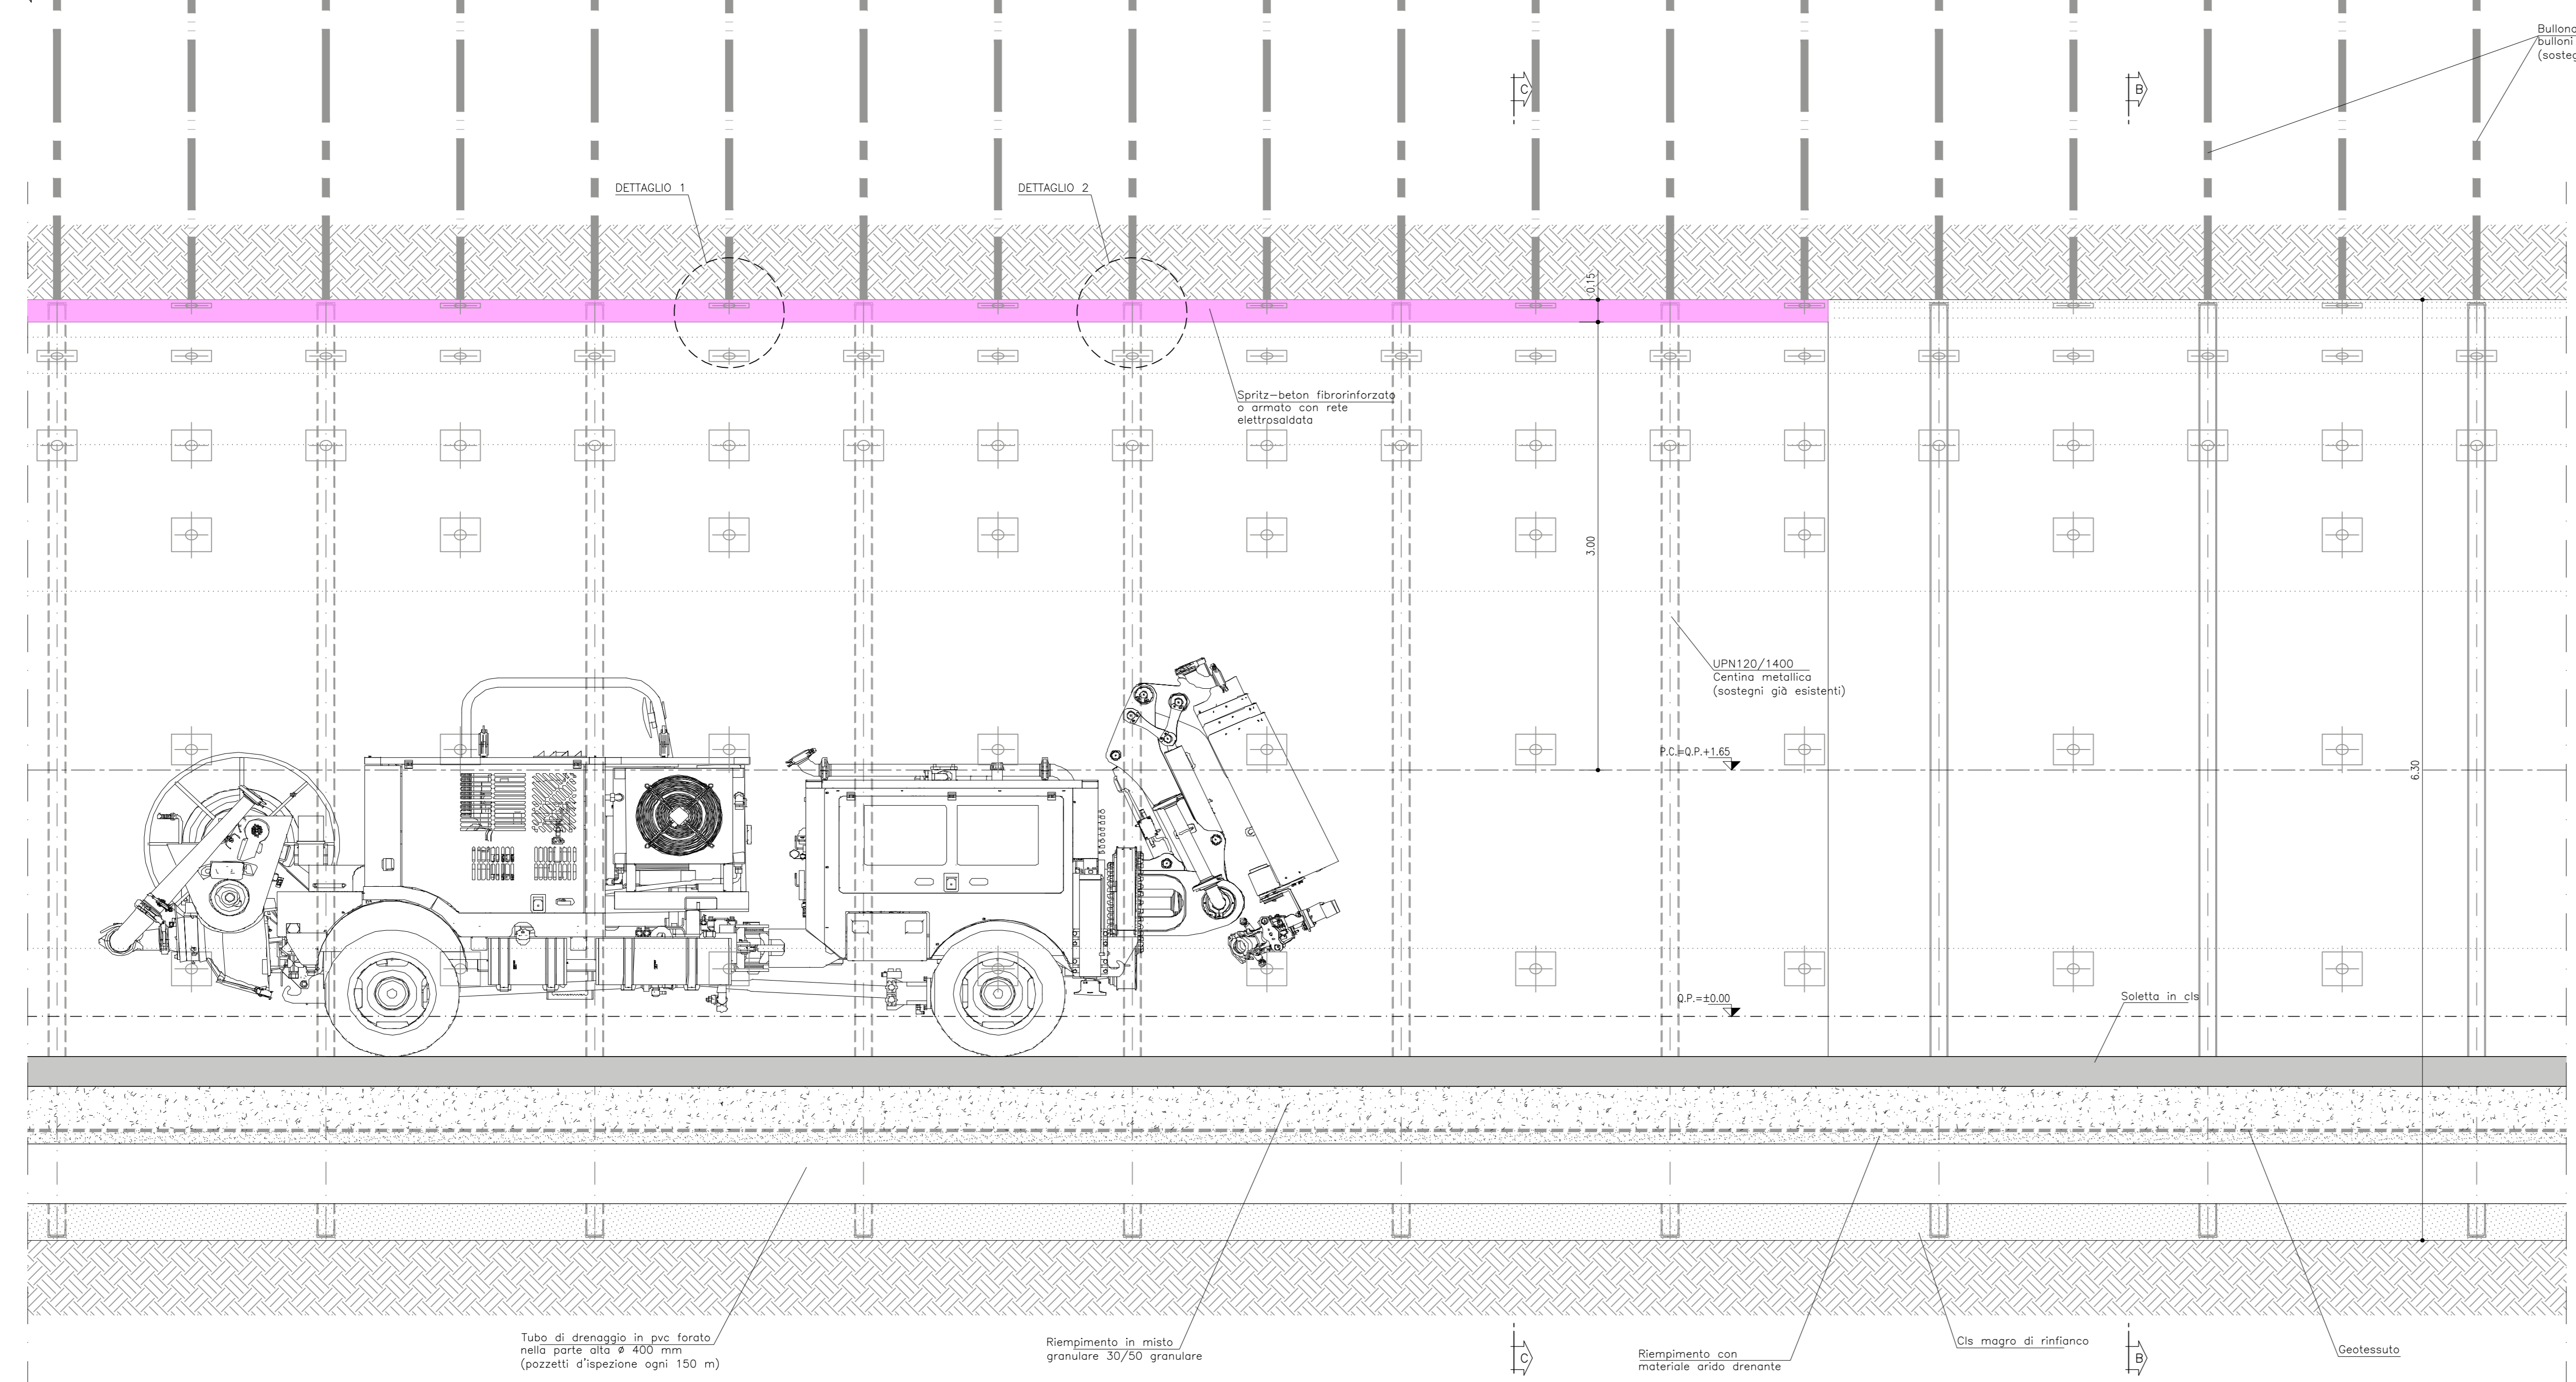 Bullona
bulloni
(sosteg
C
B
DETTAGLIO 1
DETTAGLIO 2
0.15
Spritz-beton fibrorinforzato
o armato con rete
elettrosaldata
3.00
UPN120/1400
Centina metallica
(sostegni già esistenti)
P.C.=Q.P.+1.65
6.30
Q.P.=±0.00
Soletta in cls
Tubo di drenaggio in pvc forato
nella parte alta ø 400 mm
(pozzetti d'ispezione ogni 150 m)
Riempimento in misto
granulare 30/50 granulare
C
Riempimento con
materiale arido drenante
Cls magro di rinfianco
B
Geotessuto